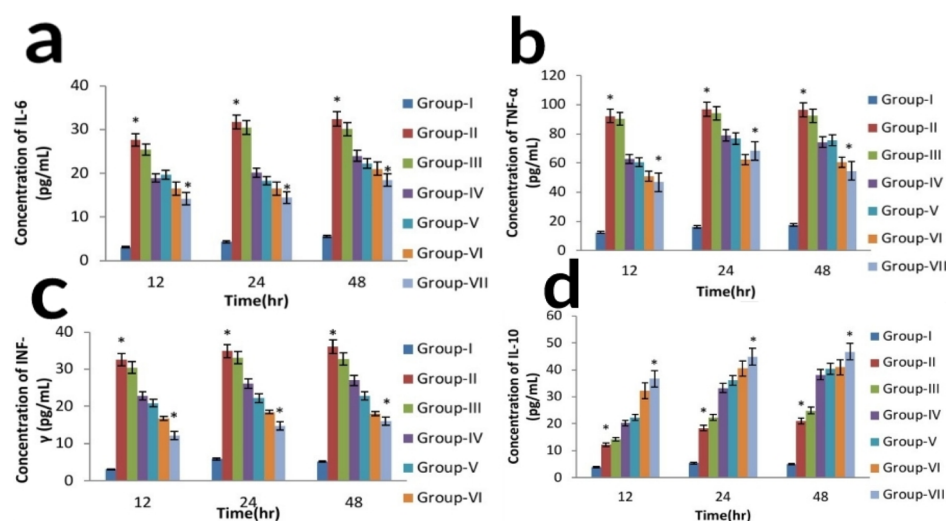 a
Concentration of IL-6
(pg/mL)
40
30
20
10
0
*
*
*
*
*
*
12
24
48
Time(hr)
Group-I
Group-II
Group-III
Group-IV
Group-V
Group-VI
Group-VII
b
Concentration of TNF-α
(pg/mL)
120
100
80
60
40
20
0
*
*
*
*
*
*
12
24
48
Time(hr)
Group-I
Group-II
Group-III
Group-IV
Group-V
Group-VI
Group-VII
c
Concentration of INF-
γ (pg/mL)
40
30
20
10
0
*
*
*
*
*
*
12
24
48
Time(hr)
Group-I
Group-II
Group-III
Group-IV
Group-V
Group-VI
d
Concentration of IL-10
(pg/mL)
60
50
40
30
20
10
0
*
*
*
*
*
*
12
24
48
Time(hr)
Group-I
Group-II
Group-III
Group-IV
Group-V
Group-VI
Group-VII